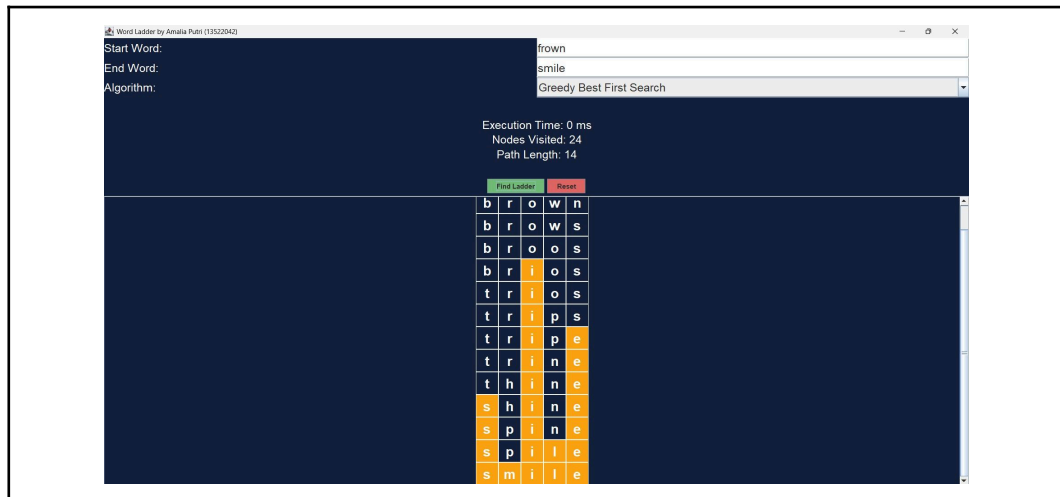 Word Ladder by Amalia Putri (13522042)
Start Word: frown
End Word: smile
Algorithm: Greedy Best First Search
Execution Time: 0 ms
Nodes Visited: 24
Path Length: 14
Find Ladder Reset
b r o w n
b r o w s
b r o o s
b r i o s
t r i o s
t r i p s
t r i p e
t r i n e
t h i n e
s h i n e
s p i n e
s p i l e
s m i l e